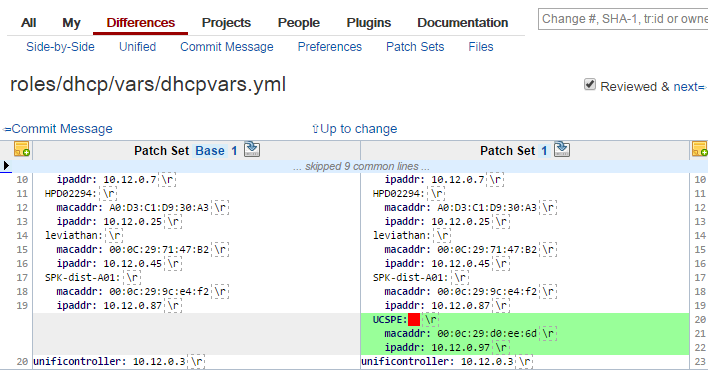 All My Differences Projects People Plugins Documentation
Change #, SHA-1, tr:id or owne
Side-by-Side Unified Commit Message Preferences Patch Sets Files
roles/dhcp/vars/dhcpvars.yml
Reviewed & next⇨
⇦Commit Message
⇧Up to change
Patch Set Base 1
Patch Set 1
... skipped 9 common lines ...
10 ipaddr: 10.12.0.7 \r
11 HPD02294: \r
12 macaddr: A0:D3:C1:D9:30:A3 \r
13 ipaddr: 10.12.0.25 \r
14 leviathan: \r
15 macaddr: 00:0C:29:71:47:B2 \r
16 ipaddr: 10.12.0.45 \r
17 SPK-dist-A01: \r
18 macaddr: 00:0c:29:9c:e4:f2 \r
19 ipaddr: 10.12.0.87 \r
20 unificontroller: 10.12.0.3 \r
ipaddr: 10.12.0.7 \r 10
HPD02294: \r 11
macaddr: A0:D3:C1:D9:30:A3 \r 12
ipaddr: 10.12.0.25 \r 13
leviathan: \r 14
macaddr: 00:0C:29:71:47:B2 \r 15
ipaddr: 10.12.0.45 \r 16
SPK-dist-A01: \r 17
macaddr: 00:0c:29:9c:e4:f2 \r 18
ipaddr: 10.12.0.87 \r 19
UCSPE: \r 20
macaddr: 00:0c:29:d0:ee:6d \r 21
ipaddr: 10.12.0.97 \r 22
unificontroller: 10.12.0.3 \r 23